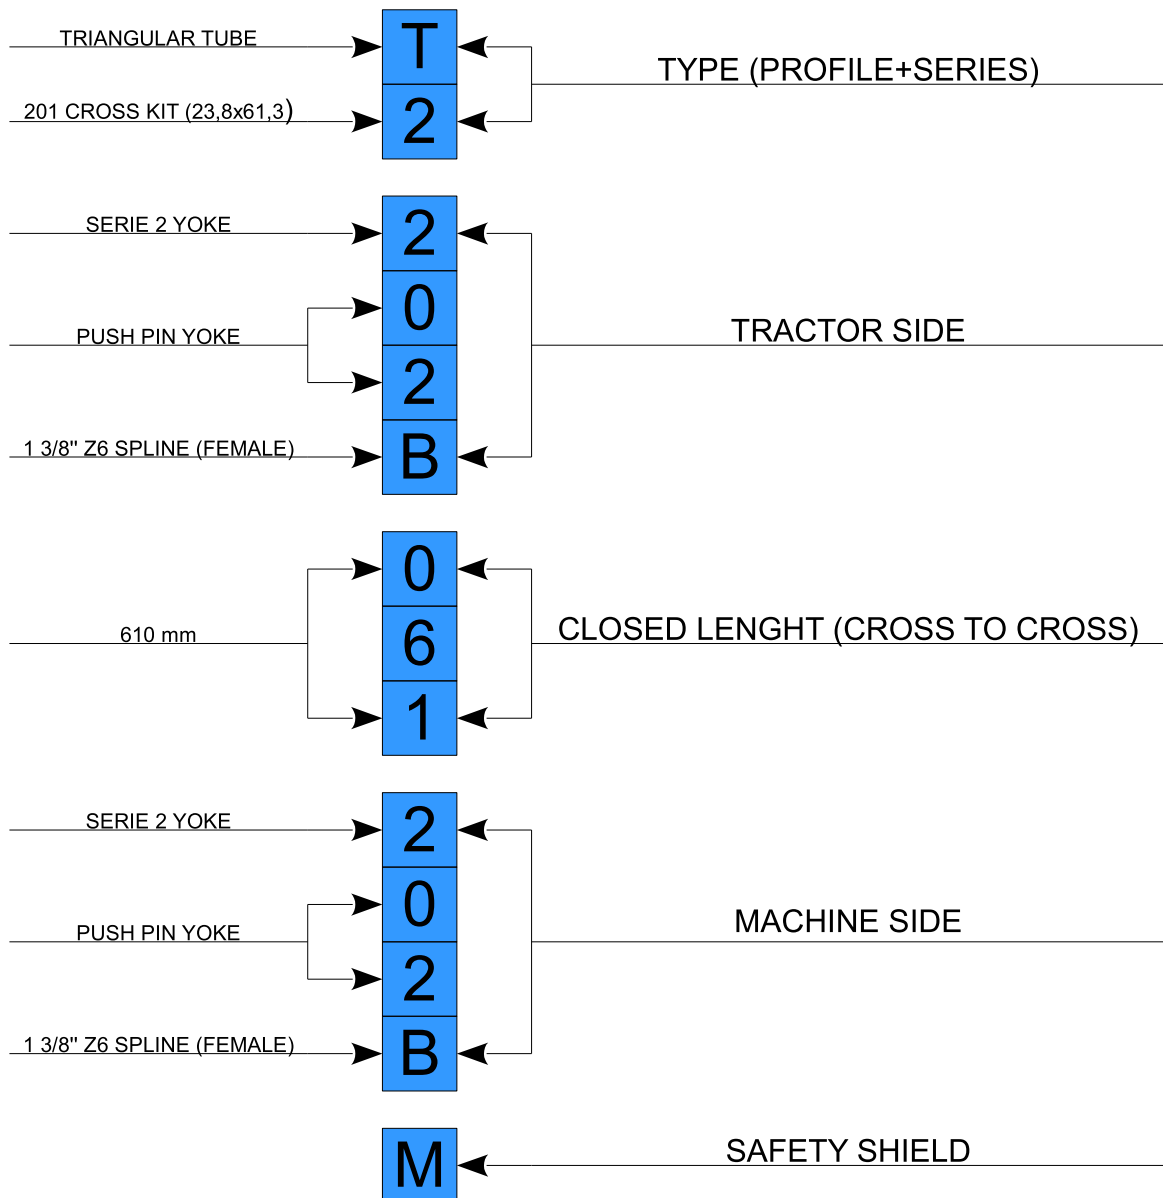 TRIANGULAR TUBE
T
TYPE (PROFILE+SERIES)
201 CROSS KIT (23,8x61,3)
2
SERIE 2 YOKE
2
0
PUSH PIN YOKE
TRACTOR SIDE
2
1 3/8" Z6 SPLINE (FEMALE)
B
0
610 mm
6
CLOSED LENGHT (CROSS TO CROSS)
1
SERIE 2 YOKE
2
0
PUSH PIN YOKE
MACHINE SIDE
2
1 3/8" Z6 SPLINE (FEMALE)
B
M
SAFETY SHIELD